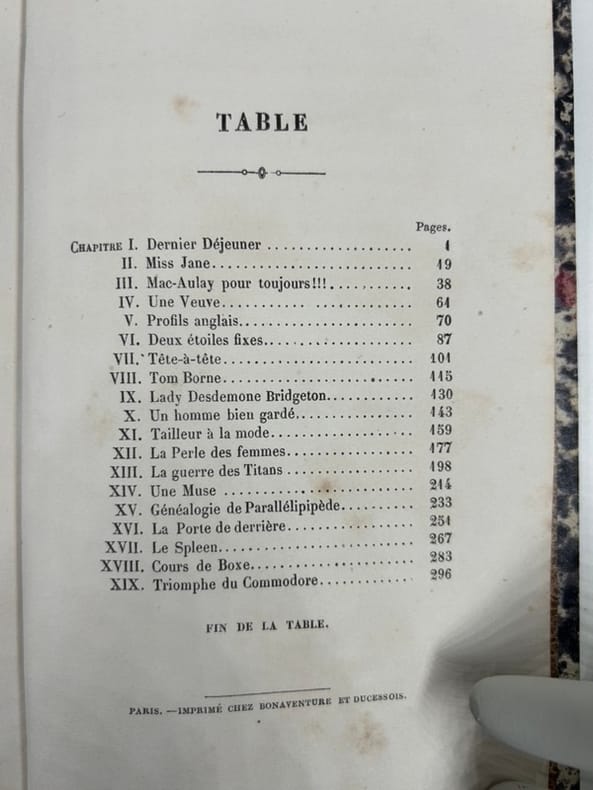 TABLE
Pages.
CHAPITRE I. Dernier Déjeuner .................. 1
II. Miss Jane......................... 19
III. Mac-Aulay pour toujours!!!........... 38
IV. Une Veuve........................ 61
V. Profils anglais...................... 70
VI. Deux étoiles fixes................... 87
VII. Tête-à-tête........................ 101
VIII. Tom Borne........................ 115
IX. Lady Desdemone Bridgeton........... 130
X. Un homme bien gardé............... 143
XI. Tailleur à la mode.................. 159
XII. La Perle des femmes................ 177
XIII. La guerre des Titans ................ 198
XIV. Une Muse ........................ 214
XV. Généalogie de Parallélipipède......... 233
XVI. La Porte de derrière................ 251
XVII. Le Spleen......................... 267
XVIII. Cours de Boxe..................... 283
XIX. Triomphe du Commodore............ 296
FIN DE LA TABLE.
PARIS. —IMPRIMÉ CHEZ BONAVENTURE ET DUCESSOIS.